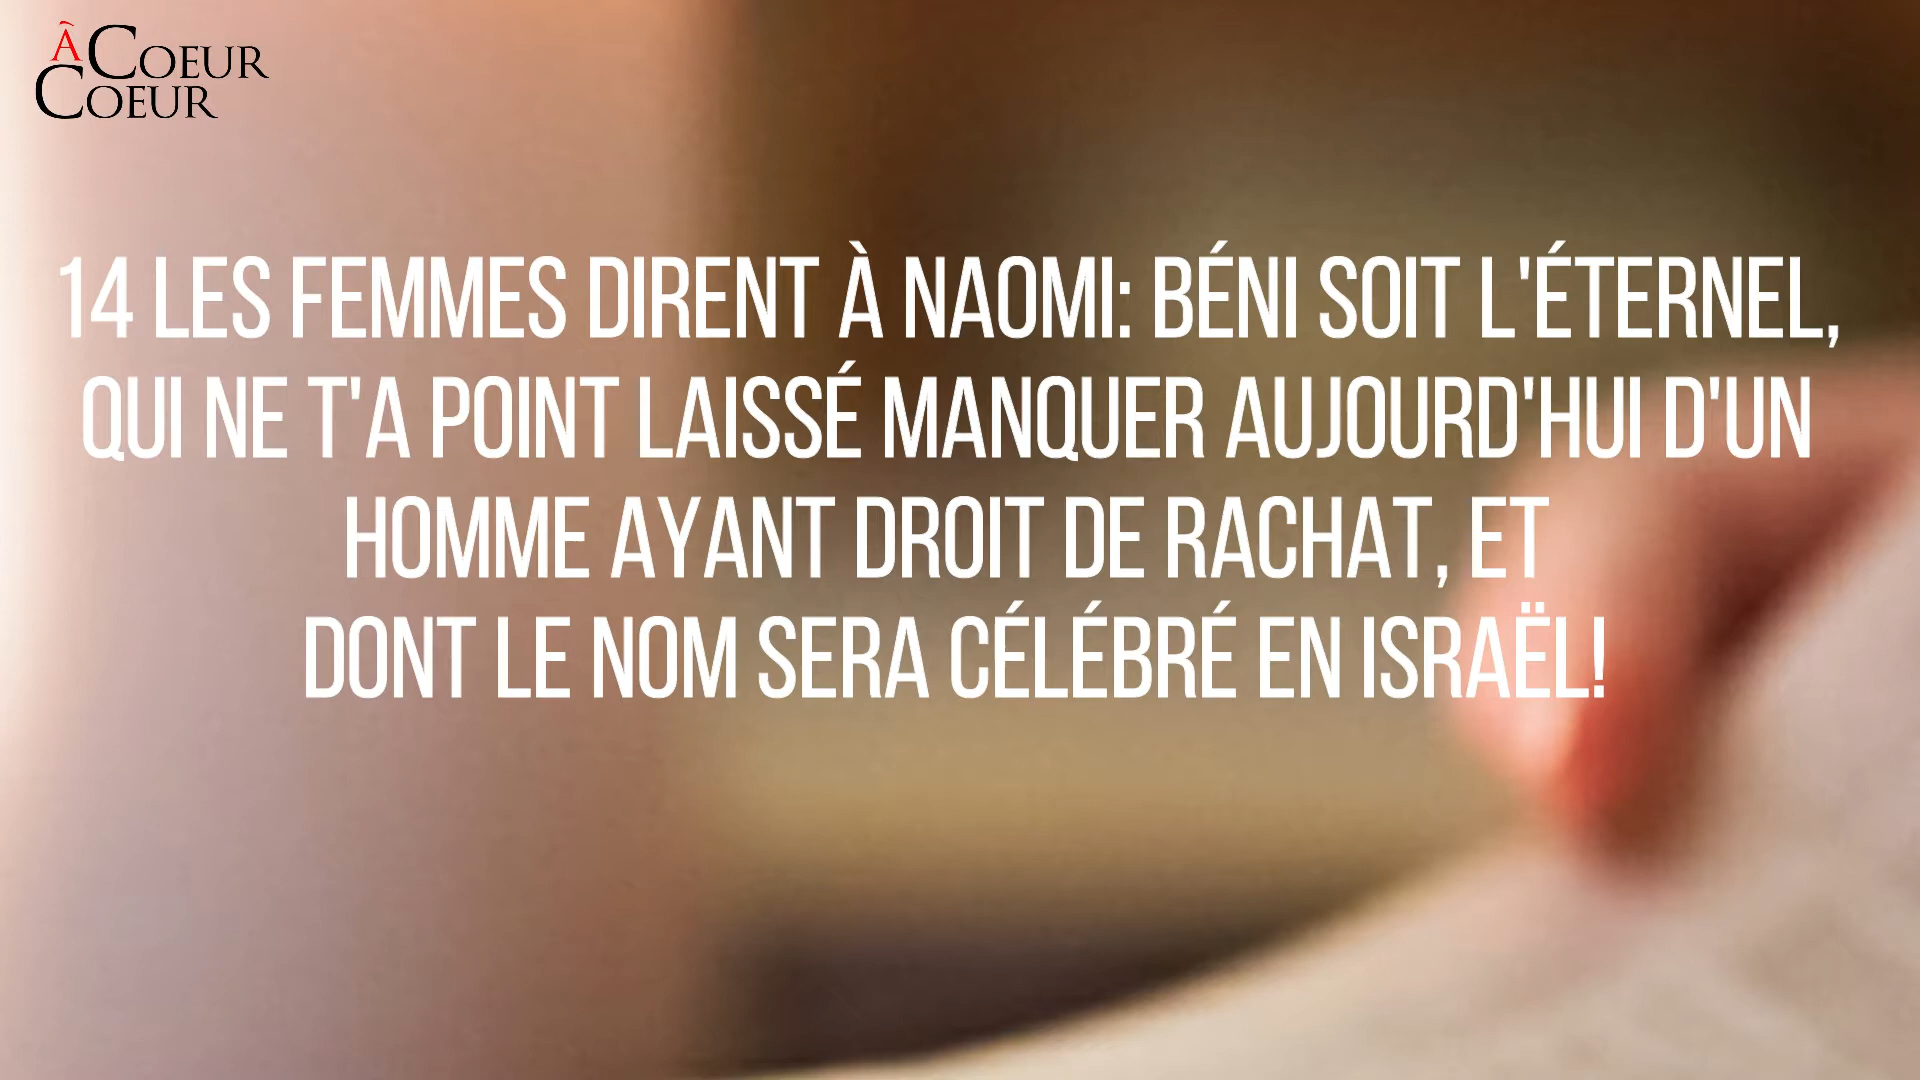 À COEUR
COEUR
14 LES FEMMES DIRENT À NAOMI: BÉNI SOIT L'ÉTERNEL,
QUI NE T'A POINT LAISSÉ MANQUER AUJOURD'HUI D'UN
HOMME AYANT DROIT DE RACHAT, ET
DONT LE NOM SERA CÉLÉBRÉ EN ISRAËL!